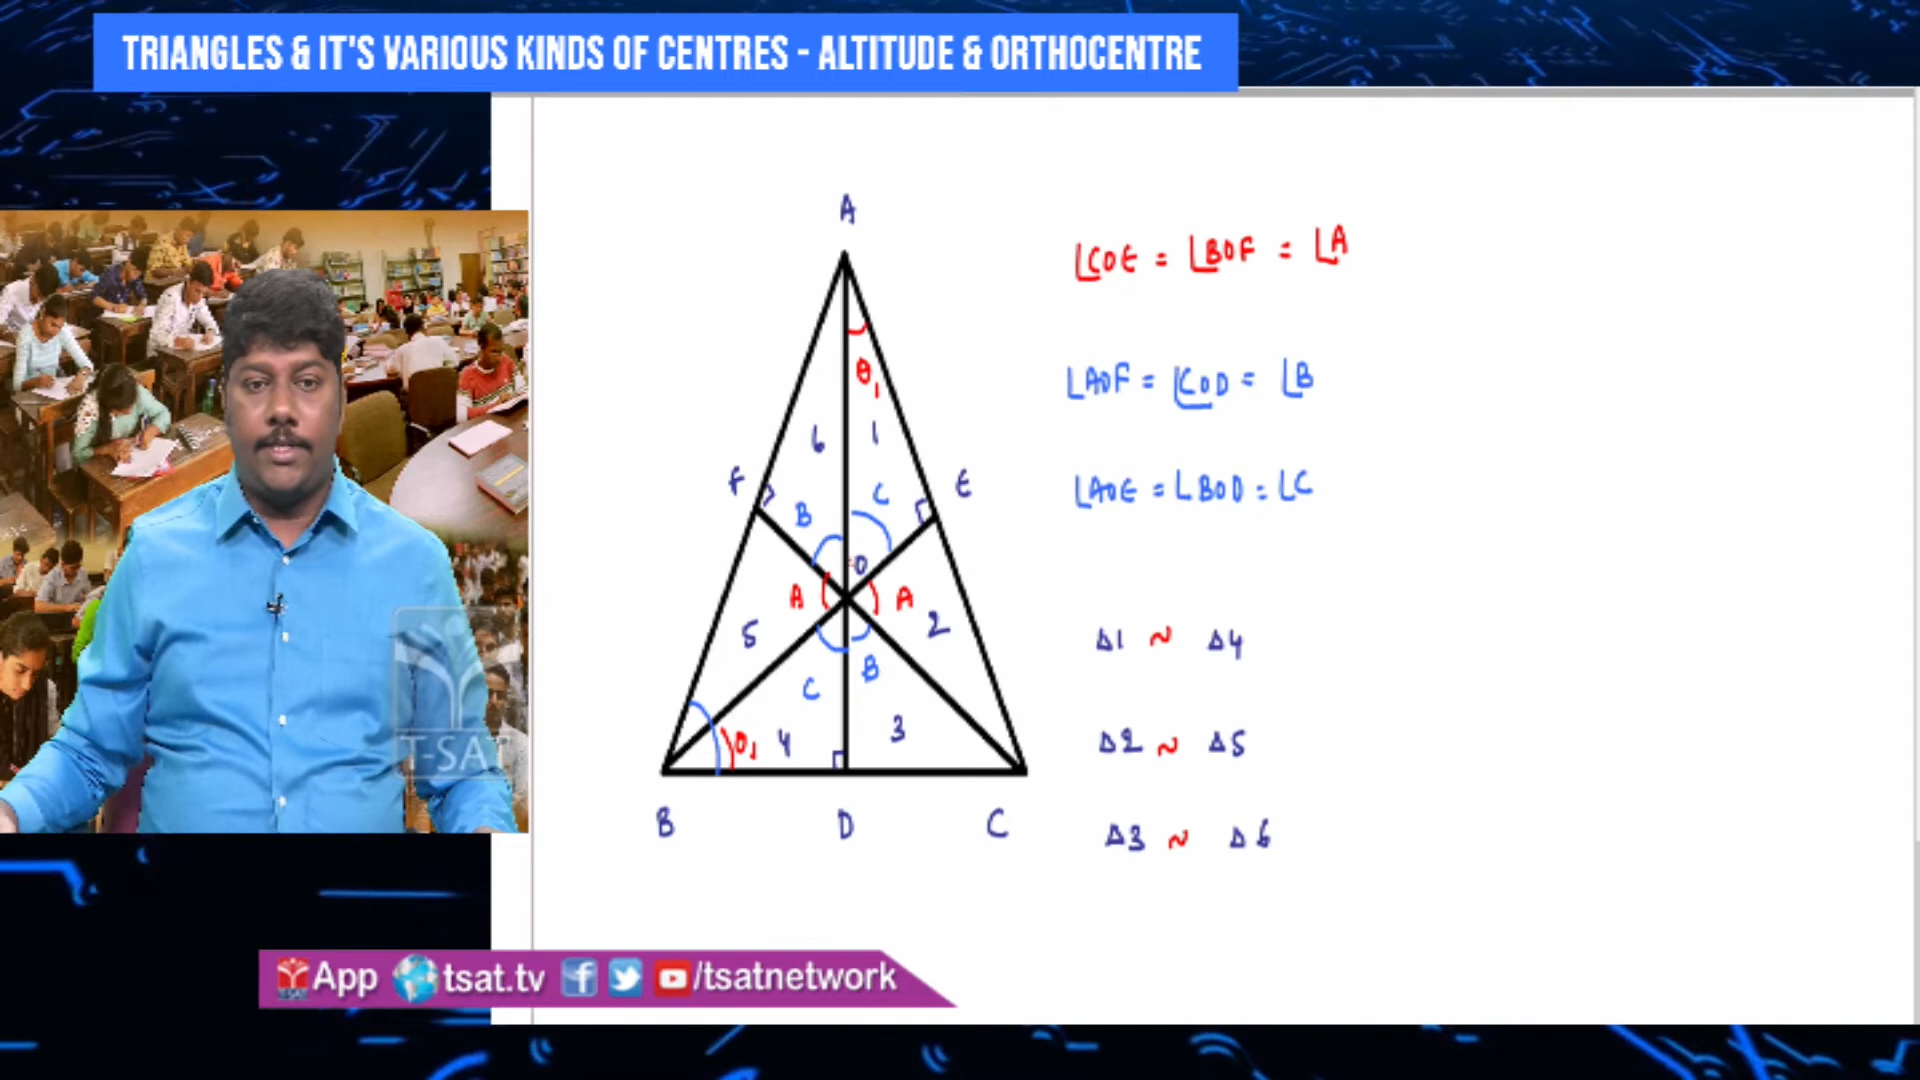 TRIANGLES & IT'S VARIOUS KINDS OF CENTRES - ALTITUDE & ORTHOCENTRE
A
∟COE = ∟BOF = ∟A
θ₁
∟AOF = ∟COD = ∟B
6 1
F E
B C
∟AOE = ∟BOD = ∟C
O
A A
5 2
Δ1 ~ Δ4
C B
θ₁ 4 3
Δ2 ~ Δ5
B D C
Δ3 ~ Δ6
T-SAT
T-SAT App tsat.tv /tsatnetwork